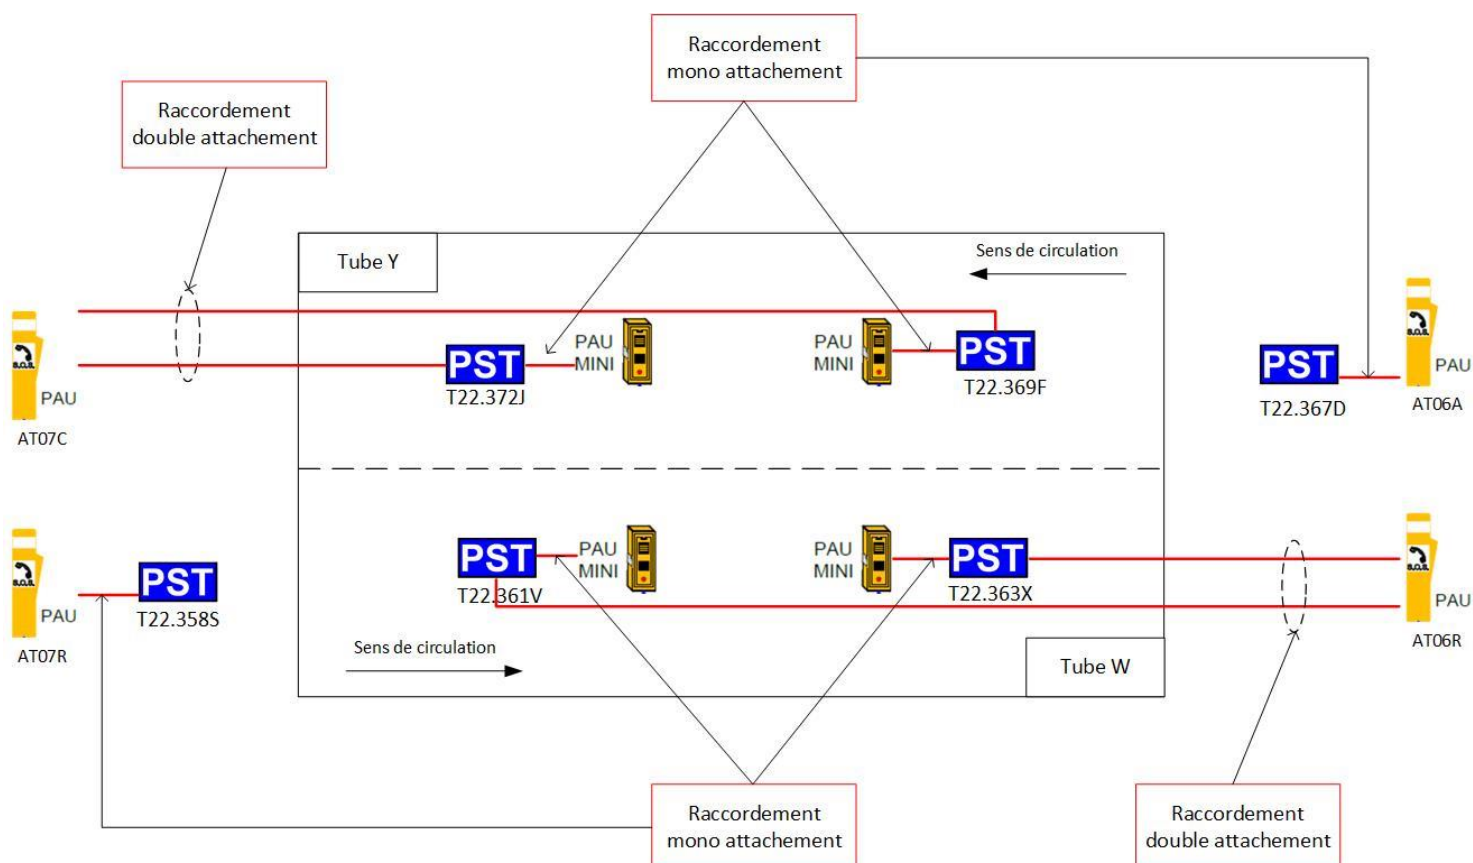 Raccordement
mono attachement
Raccordement
double attachement
Tube Y
Sens de circulation
S.O.S.
PAU
AT07C
PST
T22.372J
PAU
MINI
PAU
MINI
PST
T22.369F
PST
T22.367D
S.O.S.
PAU
AT06A
S.O.S.
PAU
AT07R
PST
T22.358S
PST
T22.361V
PAU
MINI
PAU
MINI
PST
T22.363X
S.O.S.
PAU
AT06R
Sens de circulation
Tube W
Raccordement
mono attachement
Raccordement
double attachement